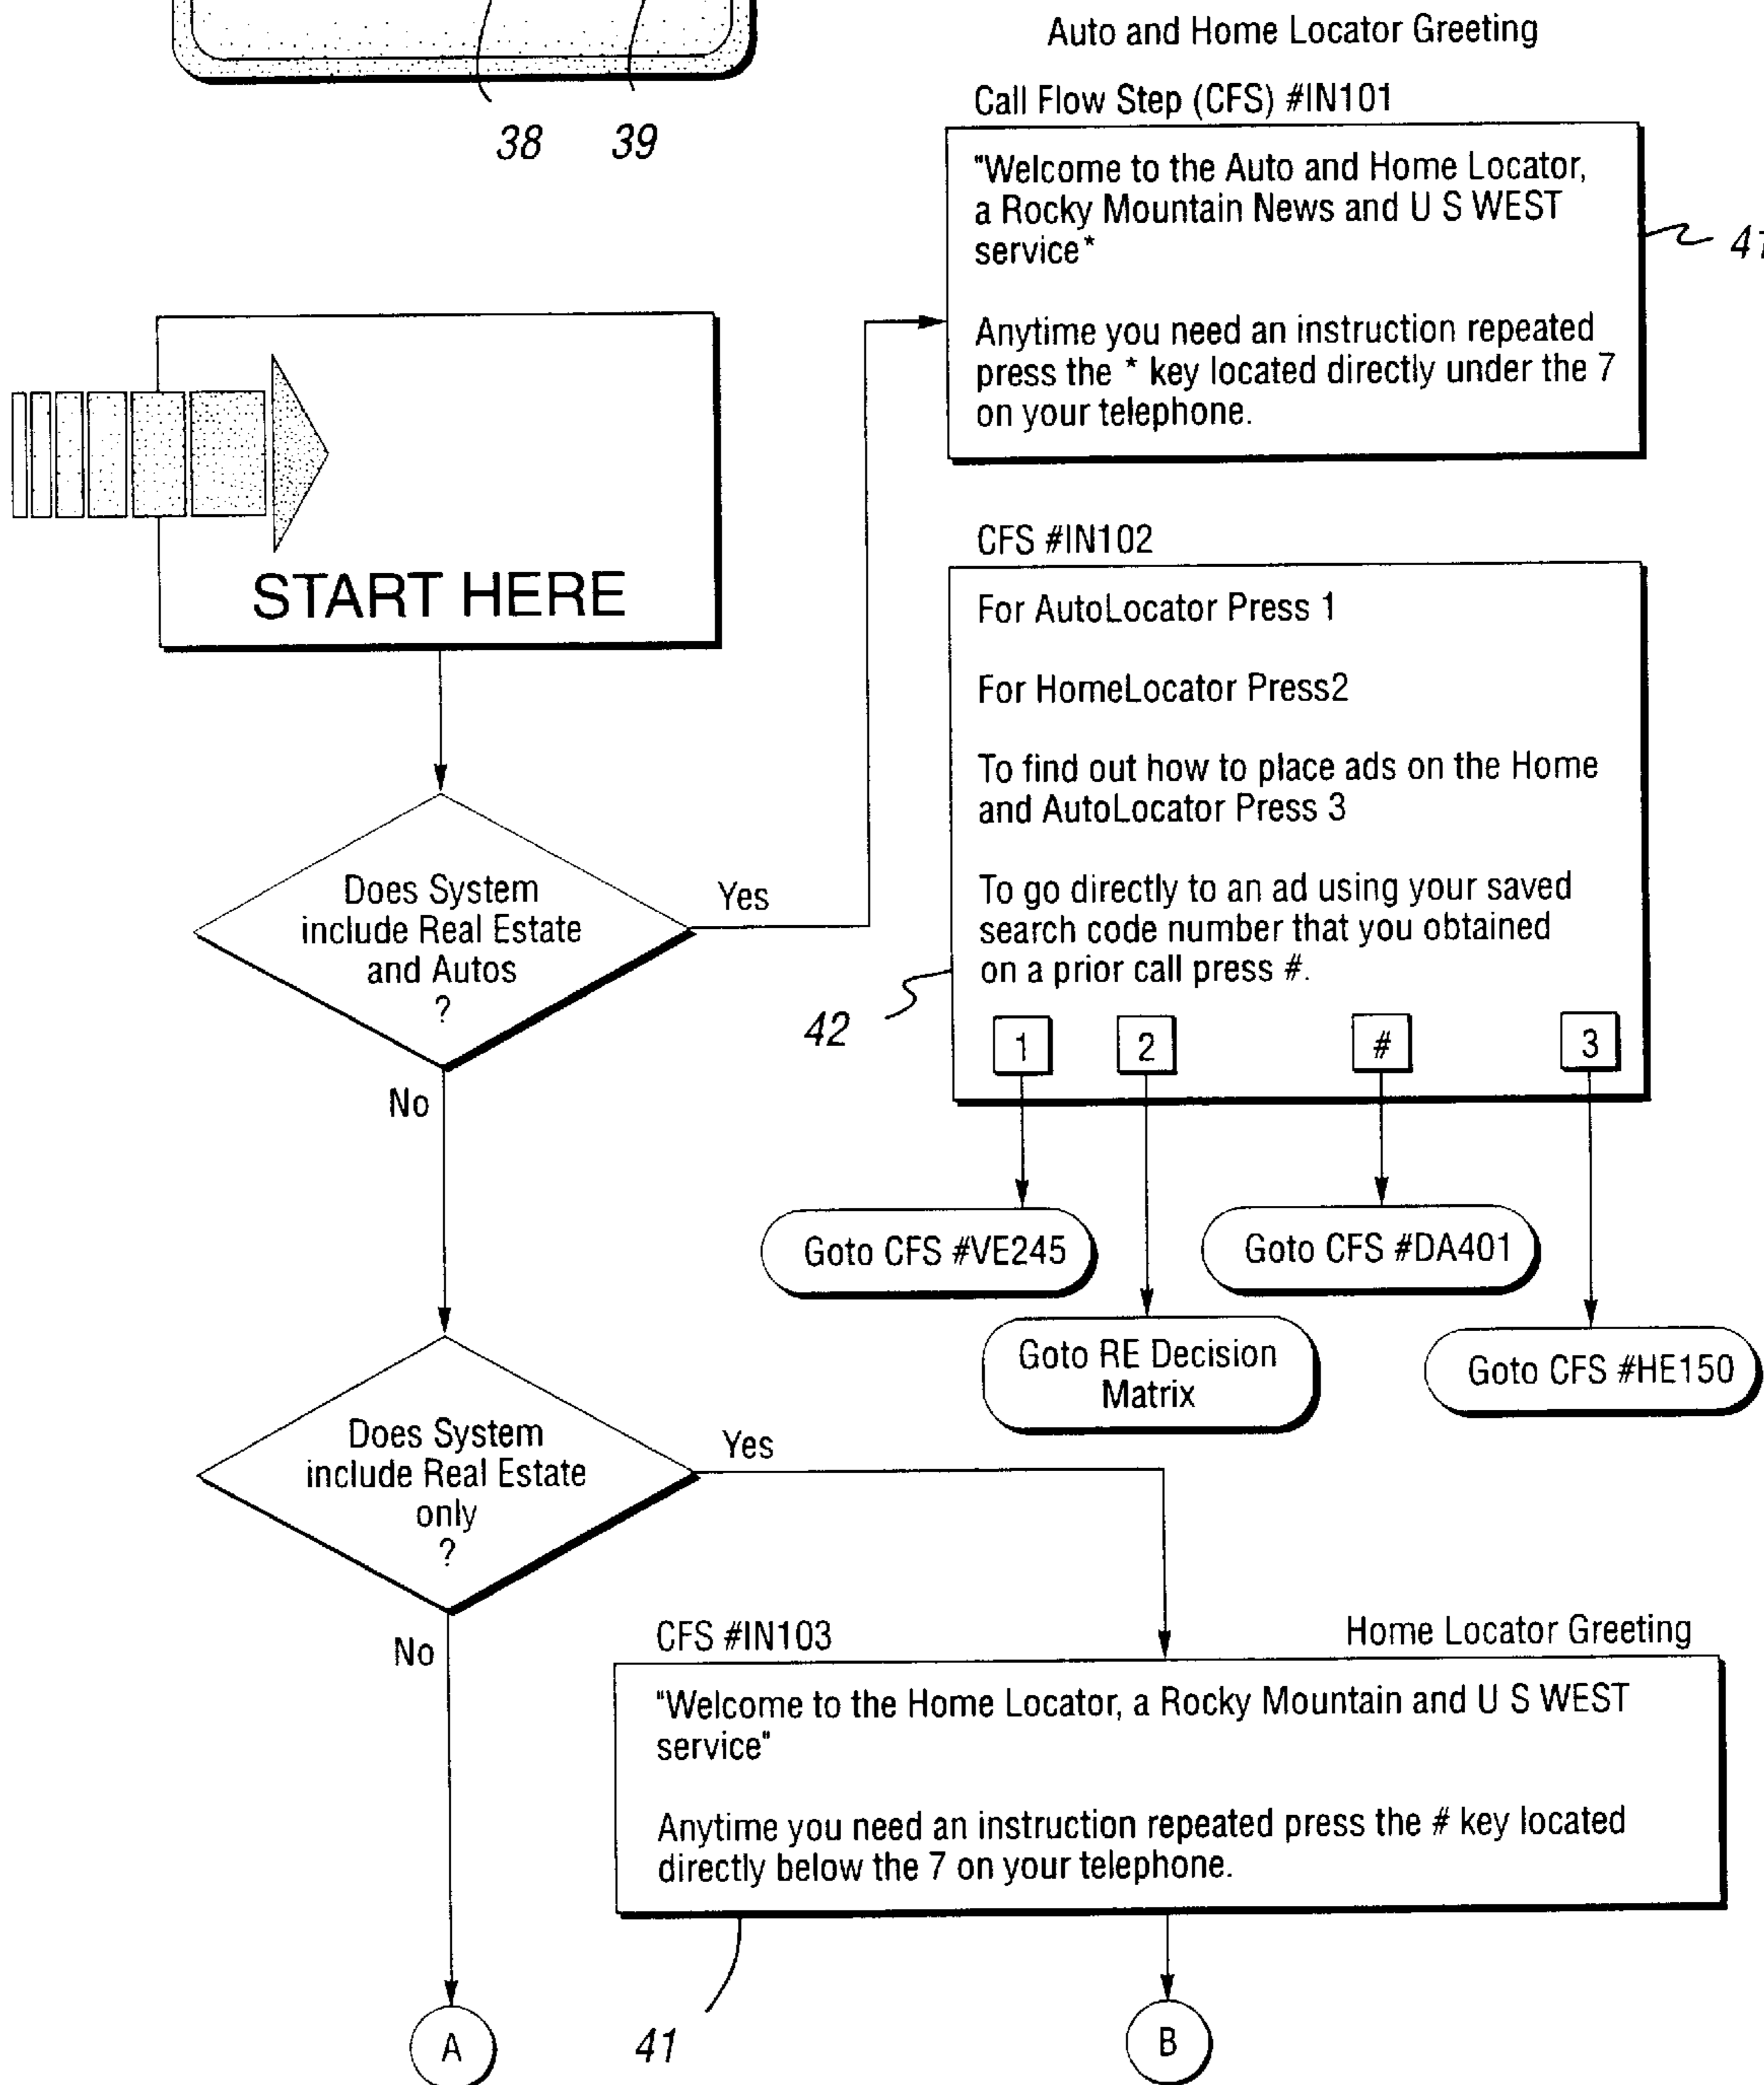 38 39
Auto and Home Locator Greeting
Call Flow Step (CFS) #IN101
"Welcome to the Auto and Home Locator,
a Rocky Mountain News and U S WEST
service*
Anytime you need an instruction repeated
press the * key located directly under the 7
on your telephone.
START HERE
CFS #IN102
For AutoLocator Press 1
For HomeLocator Press2
To find out how to place ads on the Home
and AutoLocator Press 3
To go directly to an ad using your saved
search code number that you obtained
on a prior call press #.
42
1 2 # 3
Goto CFS #VE245
Goto CFS #DA401
Goto RE Decision
Matrix
Goto CFS #HE150
Does System
include Real Estate
and Autos
?
Yes
No
Does System
include Real Estate
only
?
Yes
No
CFS #IN103
Home Locator Greeting
"Welcome to the Home Locator, a Rocky Mountain and U S WEST
service"
Anytime you need an instruction repeated press the # key located
directly below the 7 on your telephone.
41
A
B